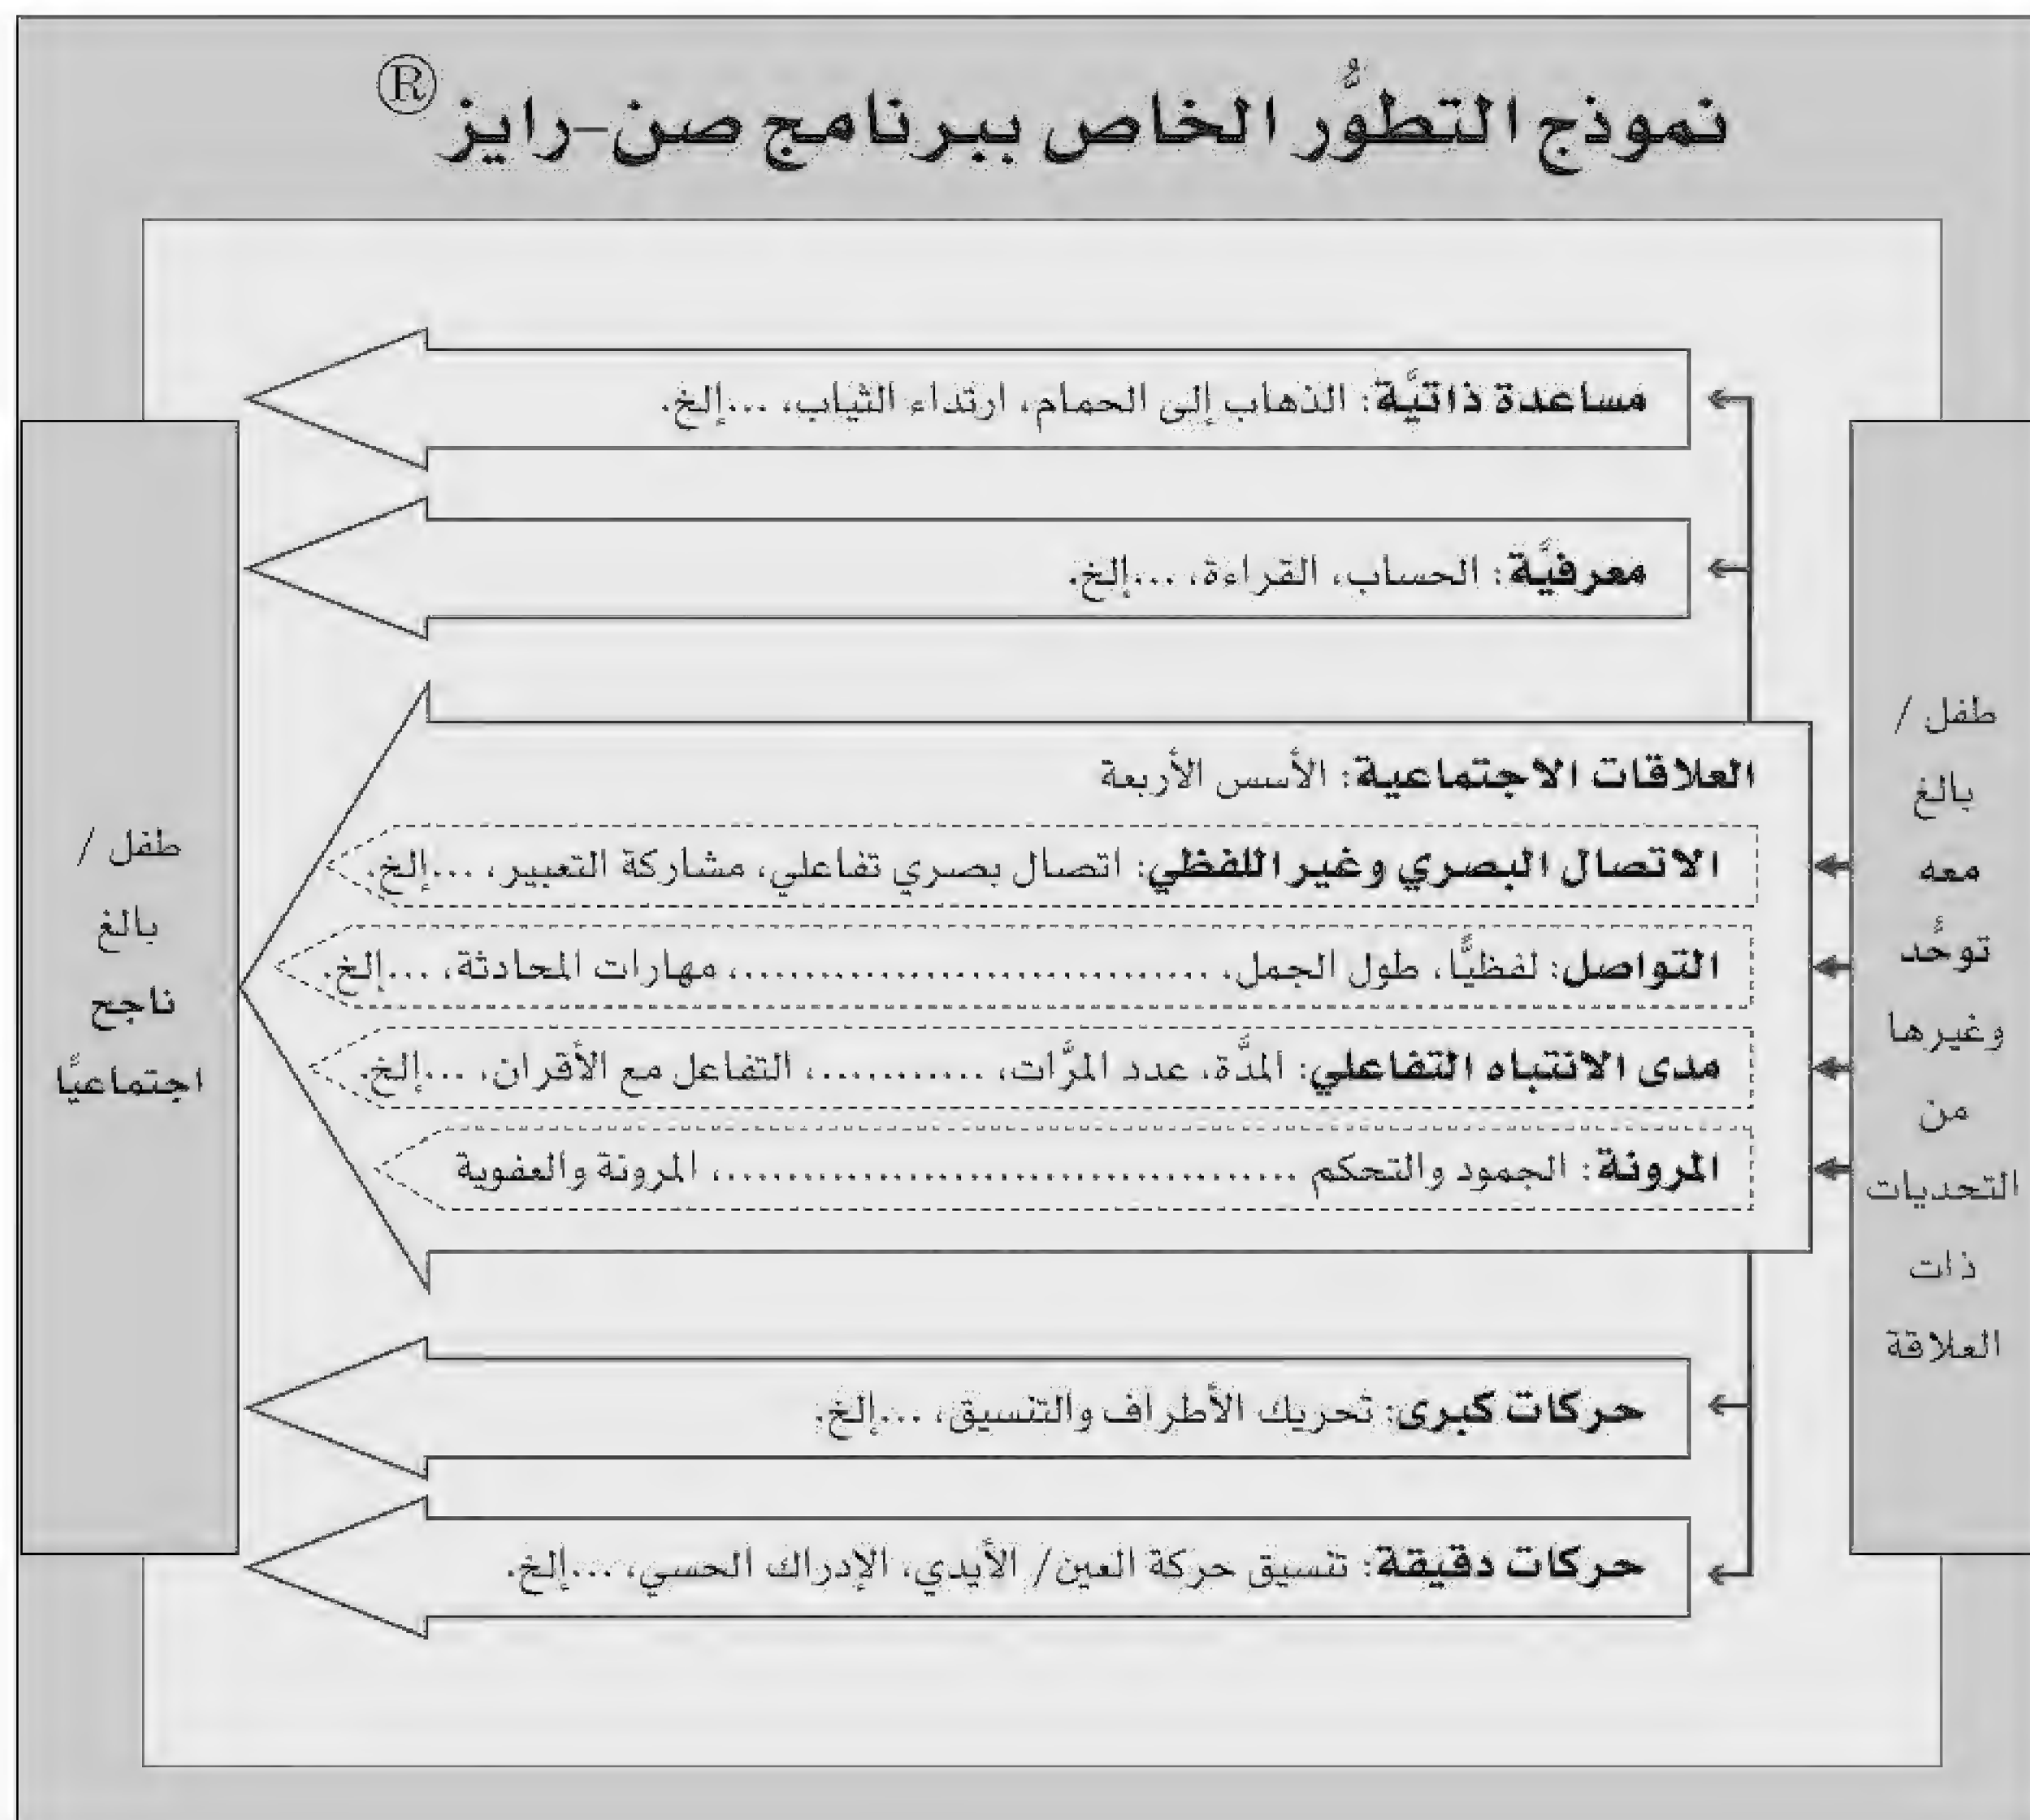 نموذج التطوُّر الخاص ببرنامج صن-رايز®
طفل /
بالغ
معه
توحُّد
وغيرها
من
التحديات
ذات
العلاقة
مساعدة ذاتيَّة: الذهاب إلى الحمام، ارتداء الثياب، ...إلخ.
معرفيَّة: الحساب، القراءة، ...إلخ.
العلاقات الاجتماعية: الأسس الأربعة
الاتصال البصري وغير اللفظي: اتصال بصري تفاعلي، مشاركة التعبير، ...إلخ.
التواصل: لفظيًّا، طول الجمل، ......................................، مهارات المحادثة، ...إلخ.
مدى الانتباه التفاعلي: المدَّة، عدد المرَّات، ............، التفاعل مع الأقران، ...إلخ.
المرونة: الجمود والتحكم ......................................، المرونة والعفوية
حركات كبرى: تحريك الأطراف والتنسيق، ...إلخ.
حركات دقيقة: تنسيق حركة العين/ الأيدي، الإدراك الحسي، ...إلخ.
طفل /
بالغ
ناجح
اجتماعيًّا